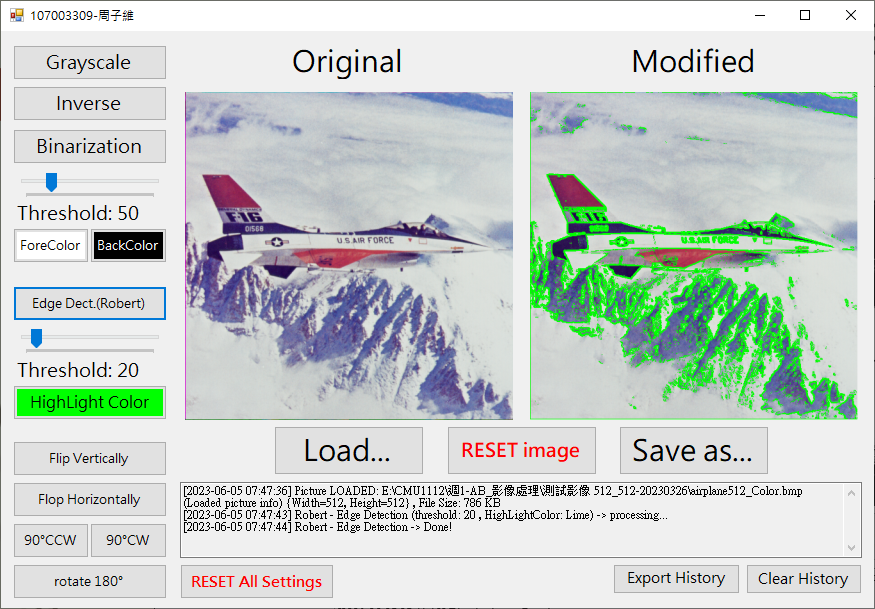 107003309-周子維
Grayscale
Inverse
Binarization
Threshold: 50
ForeColor
BackColor
Edge Dect.(Robert)
Threshold: 20
HighLight Color
Flip Vertically
Flop Horizontally
90°CCW
90°CW
rotate 180°
Original
Modified
F-16
01568
U.S. AIR FORCE
F-16
U.S. AIR FORCE
Load...
RESET image
Save as...
[2023-06-05 07:47:36] Picture LOADED: E:\CMU1112\週1-AB_影像處理\測試影像 512_512-20230326\airplane512_Color.bmp
(Loaded picture info) {Width=512, Height=512} , File Size: 786 KB
[2023-06-05 07:47:43] Robert - Edge Detection (threshold: 20 , HighLightColor: Lime) -> processing...
[2023-06-05 07:47:44] Robert - Edge Detection -> Done!
RESET All Settings
Export History
Clear History